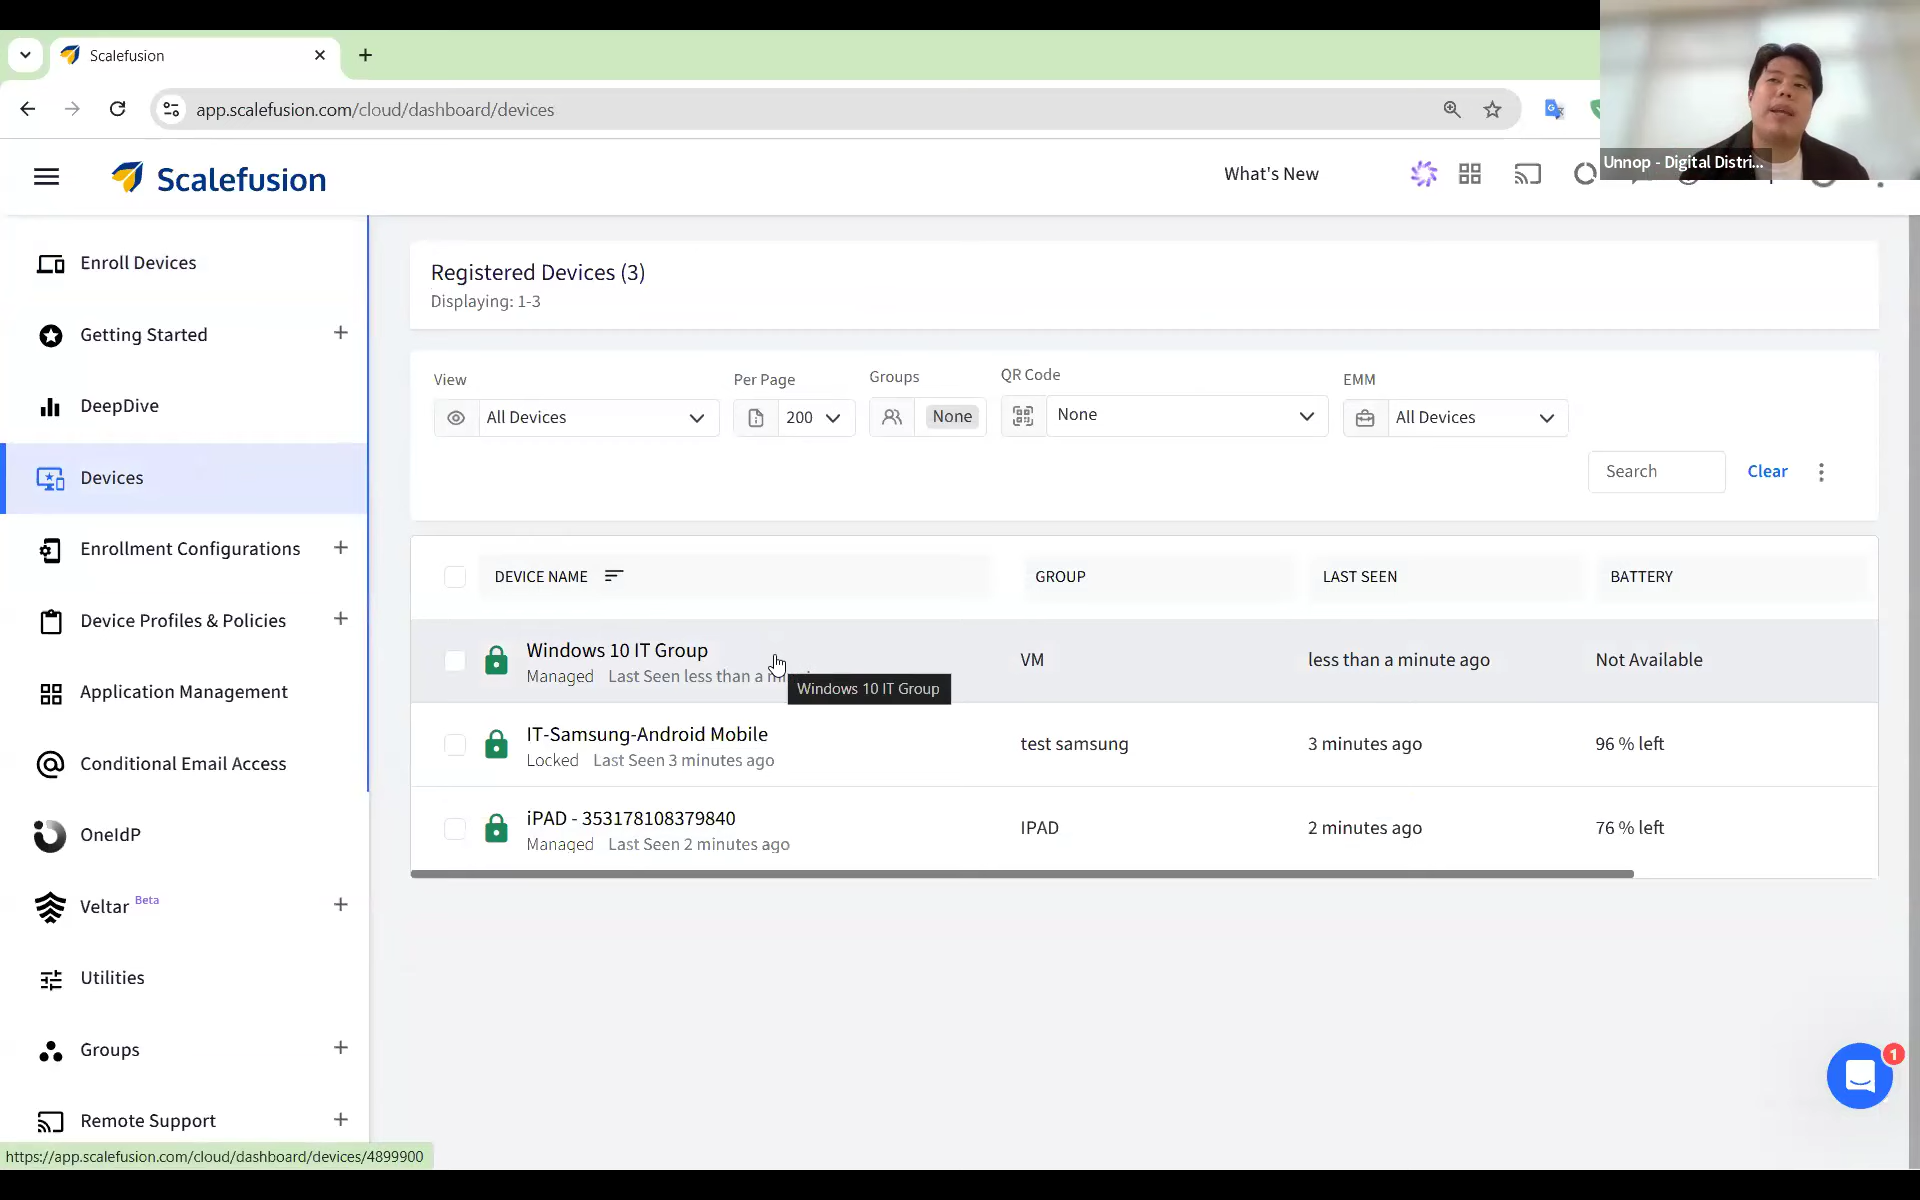 Scalefusion
app.scalefusion.com/cloud/dashboard/devices
Unnop - Digital Distri...
Scalefusion
What's New
Enroll Devices
Getting Started
DeepDive
Devices
Enrollment Configurations
Device Profiles & Policies
Application Management
Conditional Email Access
OneIdP
Veltar Beta
Utilities
Groups
Remote Support
Registered Devices (3)
Displaying: 1-3
View
All Devices
Per Page
200
Groups
None
QR Code
None
EMM
All Devices
Search
Clear
DEVICE NAME
GROUP
LAST SEEN
BATTERY
Windows 10 IT Group
Managed Last Seen less than a
VM
less than a minute ago
Not Available
Windows 10 IT Group
IT-Samsung-Android Mobile
Locked Last Seen 3 minutes ago
test samsung
3 minutes ago
96 % left
iPAD - 353178108379840
Managed Last Seen 2 minutes ago
IPAD
2 minutes ago
76 % left
1
https://app.scalefusion.com/cloud/dashboard/devices/4899900